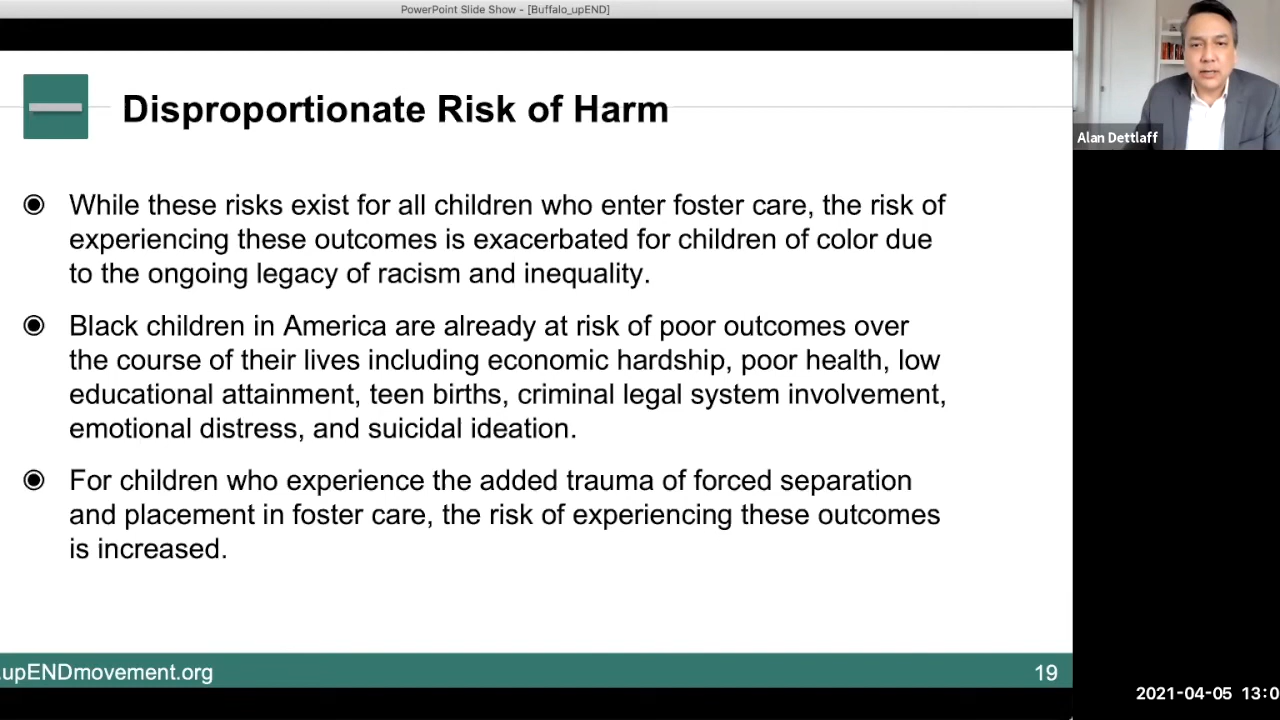 PowerPoint Slide Show - [Buffalo_upEND]
Disproportionate Risk of Harm
Alan Dettlaff
While these risks exist for all children who enter foster care, the risk of
experiencing these outcomes is exacerbated for children of color due
to the ongoing legacy of racism and inequality.
Black children in America are already at risk of poor outcomes over
the course of their lives including economic hardship, poor health, low
educational attainment, teen births, criminal legal system involvement,
emotional distress, and suicidal ideation.
For children who experience the added trauma of forced separation
and placement in foster care, the risk of experiencing these outcomes
is increased.
.upENDmovement.org
19
2021-04-05 13:0